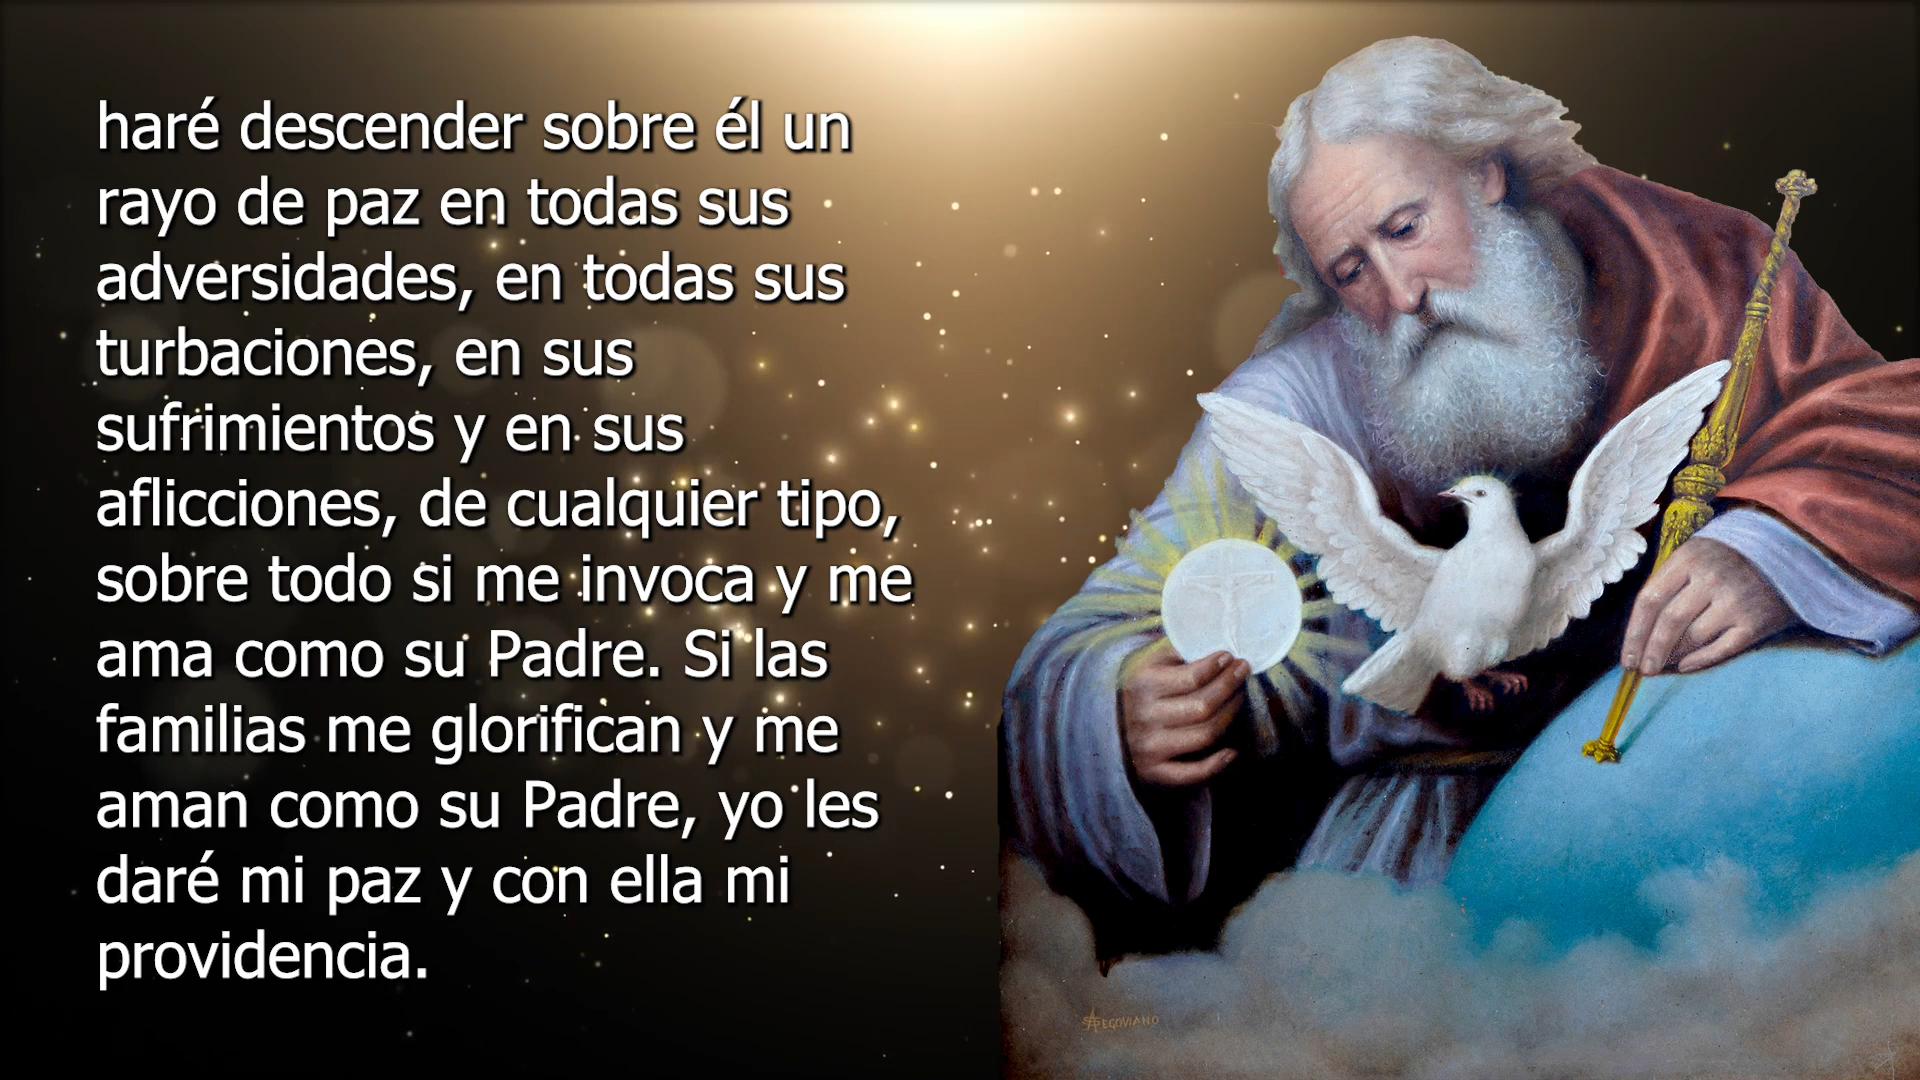 haré descender sobre él un
rayo de paz en todas sus
adversidades, en todas sus
turbaciones, en sus
sufrimientos y en sus
aflicciones, de cualquier tipo,
sobre todo si me invoca y me
ama como su Padre. Si las
familias me glorifican y me
aman como su Padre, yo les
daré mi paz y con ella mi
providencia.
SEGOVIANO